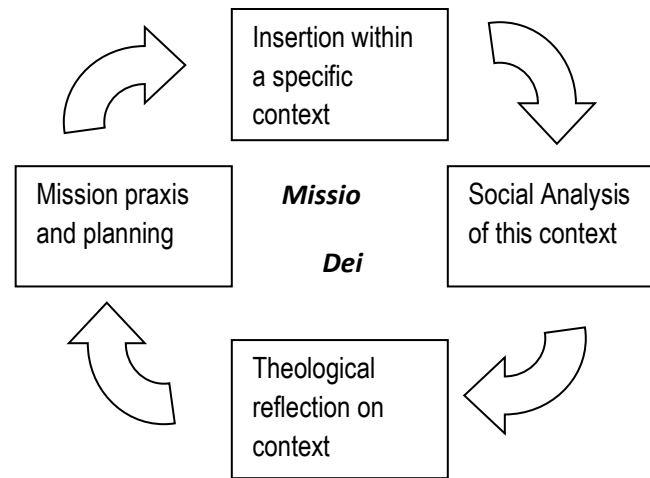 Insertion within
a specific
context
Mission praxis
and planning
Missio
Dei
Social Analysis
of this context
Theological
reflection on
context